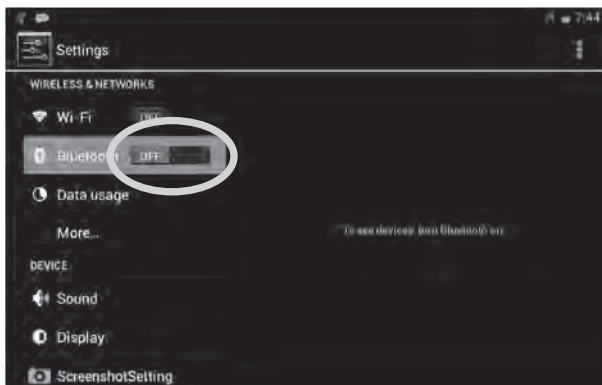 7:44
Settings
WIRELESS & NETWORKS
Wi-Fi OFF
Bluetooth OFF
Data usage
More...
To see devices, turn Bluetooth on
DEVICE
Sound
Display
ScreenshotSetting